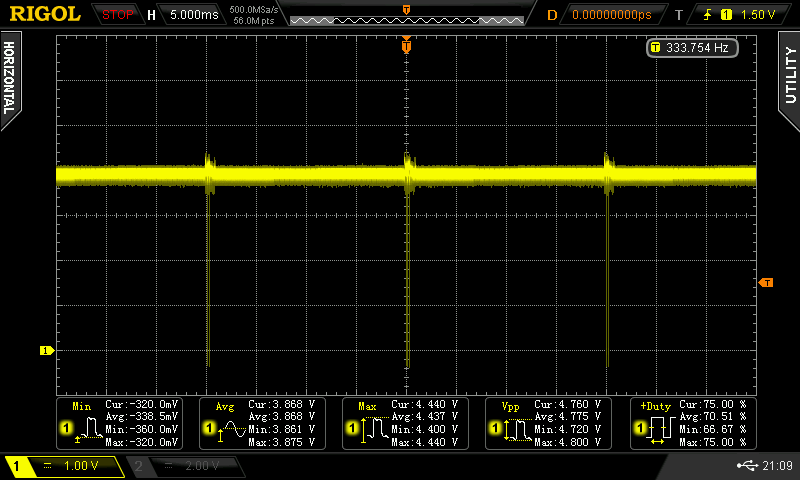 RIGOL STOP H 5.000ms 500.0MSa/s 56.0M pts T D 0.00000000ps T 1 1.50 V
HORIZONTAL
T 333.754 Hz
UTILITY
T
T
1
Min Cur:-320.0mV
Avg:-338.5mV
1 Min:-360.0mV
Max:-320.0mV
Avg Cur:3.868 V
Avg:3.868 V
1 Min:3.861 V
Max:3.875 V
Max Cur:4.440 V
Avg:4.437 V
1 Min:4.400 V
Max:4.440 V
Vpp Cur:4.760 V
Avg:4.775 V
1 Min:4.720 V
Max:4.800 V
+Duty Cur:75.00 %
Avg:70.51 %
1 Min:66.67 %
Max:75.00 %
1 1.00 V 2 2.00 V 21:09